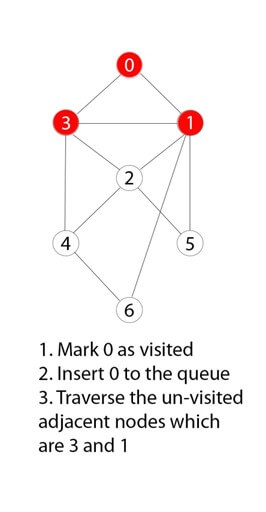 0
3 1
2
4 5
6
1. Mark 0 as visited
2. Insert 0 to the queue
3. Traverse the un-visited
adjacent nodes which
are 3 and 1